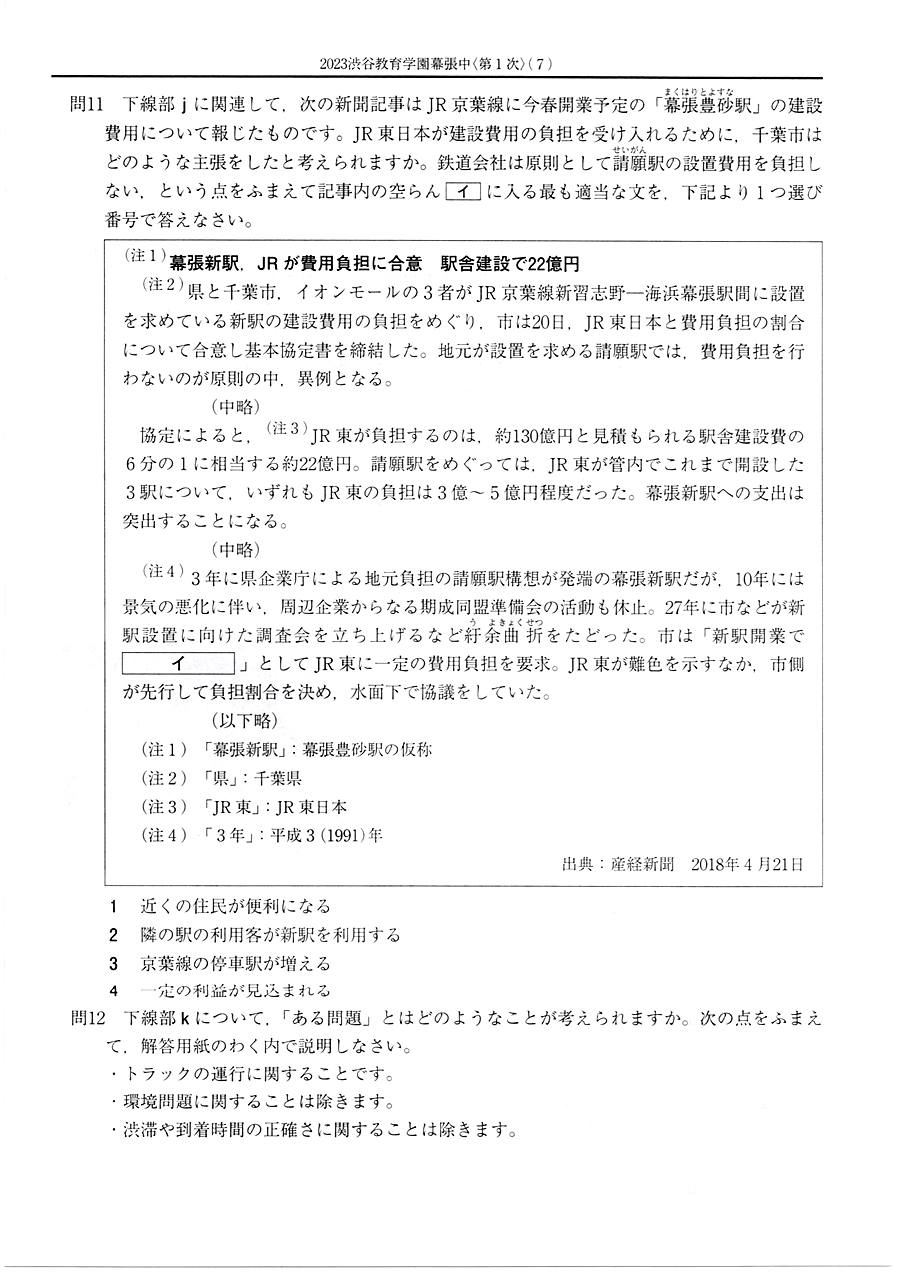 2023渋谷教育学園幕張中〈第1次〉(7)
まくはりとよすな
問11 下線部jに関連して，次の新聞記事はJR京葉線に今春開業予定の「幕張豊砂駅」の建設
費用について報じたものです。JR東日本が建設費用の負担を受け入れるために，千葉市は
せいがん
どのような主張をしたと考えられますか。鉄道会社は原則として請願駅の設置費用を負担し
ない，という点をふまえて記事内の空らん イ に入る最も適当な文を，下記より1つ選び
番号で答えなさい。
(注1)幕張新駅，JRが費用負担に合意 駅舎建設で22億円
(注2)県と千葉市，イオンモールの3者がJR京葉線新習志野―海浜幕張駅間に設置
を求めている新駅の建設費用の負担をめぐり，市は20日，JR東日本と費用負担の割合
について合意し基本協定書を締結した。地元が設置を求める請願駅では，費用負担を行
わないのが原則の中，異例となる。
(中略)
協定によると，(注3)JR東が負担するのは，約130億円と見積もられる駅舎建設費の
6分の1に相当する約22億円。請願駅をめぐっては，JR東が管内でこれまで開設した
3駅について，いずれもJR東の負担は3億～5億円程度だった。幕張新駅への支出は
突出することになる。
(中略)
(注4)3年に県企業庁による地元負担の請願駅構想が発端の幕張新駅だが，10年には
景気の悪化に伴い，周辺企業からなる期成同盟準備会の活動も休止。27年に市などが新
う よきょくせつ
駅設置に向けた調査会を立ち上げるなど紆余曲折をたどった。市は「新駅開業で
イ 」としてJR東に一定の費用負担を要求。JR東が難色を示すなか，市側
が先行して負担割合を決め，水面下で協議をしていた。
(以下略)
(注1) 「幕張新駅」：幕張豊砂駅の仮称
(注2) 「県」：千葉県
(注3) 「JR東」：JR東日本
(注4) 「3年」：平成3(1991)年
出典：産経新聞 2018年4月21日
1 近くの住民が便利になる
2 隣の駅の利用客が新駅を利用する
3 京葉線の停車駅が増える
4 一定の利益が見込まれる
問12 下線部kについて，「ある問題」とはどのようなことが考えられますか。次の点をふまえ
て，解答用紙のわく内で説明しなさい。
・トラックの運行に関することです。
・環境問題に関することは除きます。
・渋滞や到着時間の正確さに関することは除きます。